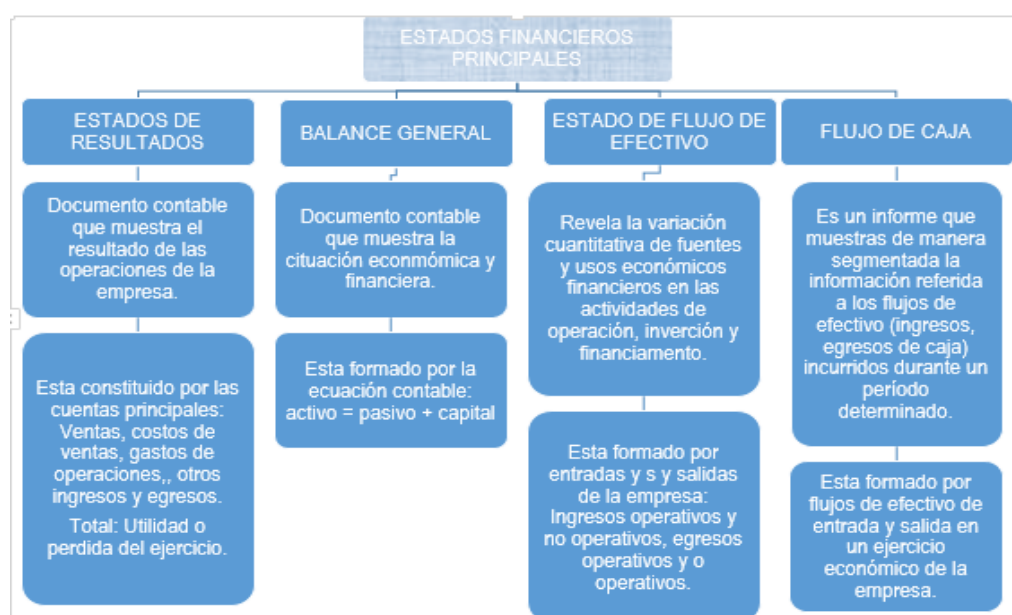 ESTADOS FINANCIEROS
PRINCIPALES
ESTADOS DE
RESULTADOS
BALANCE GENERAL
ESTADO DE FLUJO DE
EFECTIVO
FLUJO DE CAJA
Documento contable
que muestra el
resultado de las
operaciones de la
empresa.
Documento contable
que muestra la
cituación econmómica y
financiera.
Revela la variación
cuantitativa de fuentes
y usos económicos
financieros en las
actividades de
operación, inverción y
financiamento.
Es un informe que
muestras de manera
segmentada la
información referida
a los flujos de
efectivo (ingresos,
egresos de caja)
incurridos durante un
período
determinado.
Esta constituido por las
cuentas principales:
Ventas, costos de
ventas, gastos de
operaciones,, otros
ingresos y egresos.
Total: Utilidad o
perdida del ejercicio.
Esta formado por la
ecuación contable:
activo = pasivo + capital
Esta formado por
entradas y s y salidas
de la empresa:
Ingresos operativos y
no operativos, egresos
operativos y o
operativos.
Esta formado por
flujos de efectivo de
entrada y salida en
un ejercicio
económico de la
empresa.